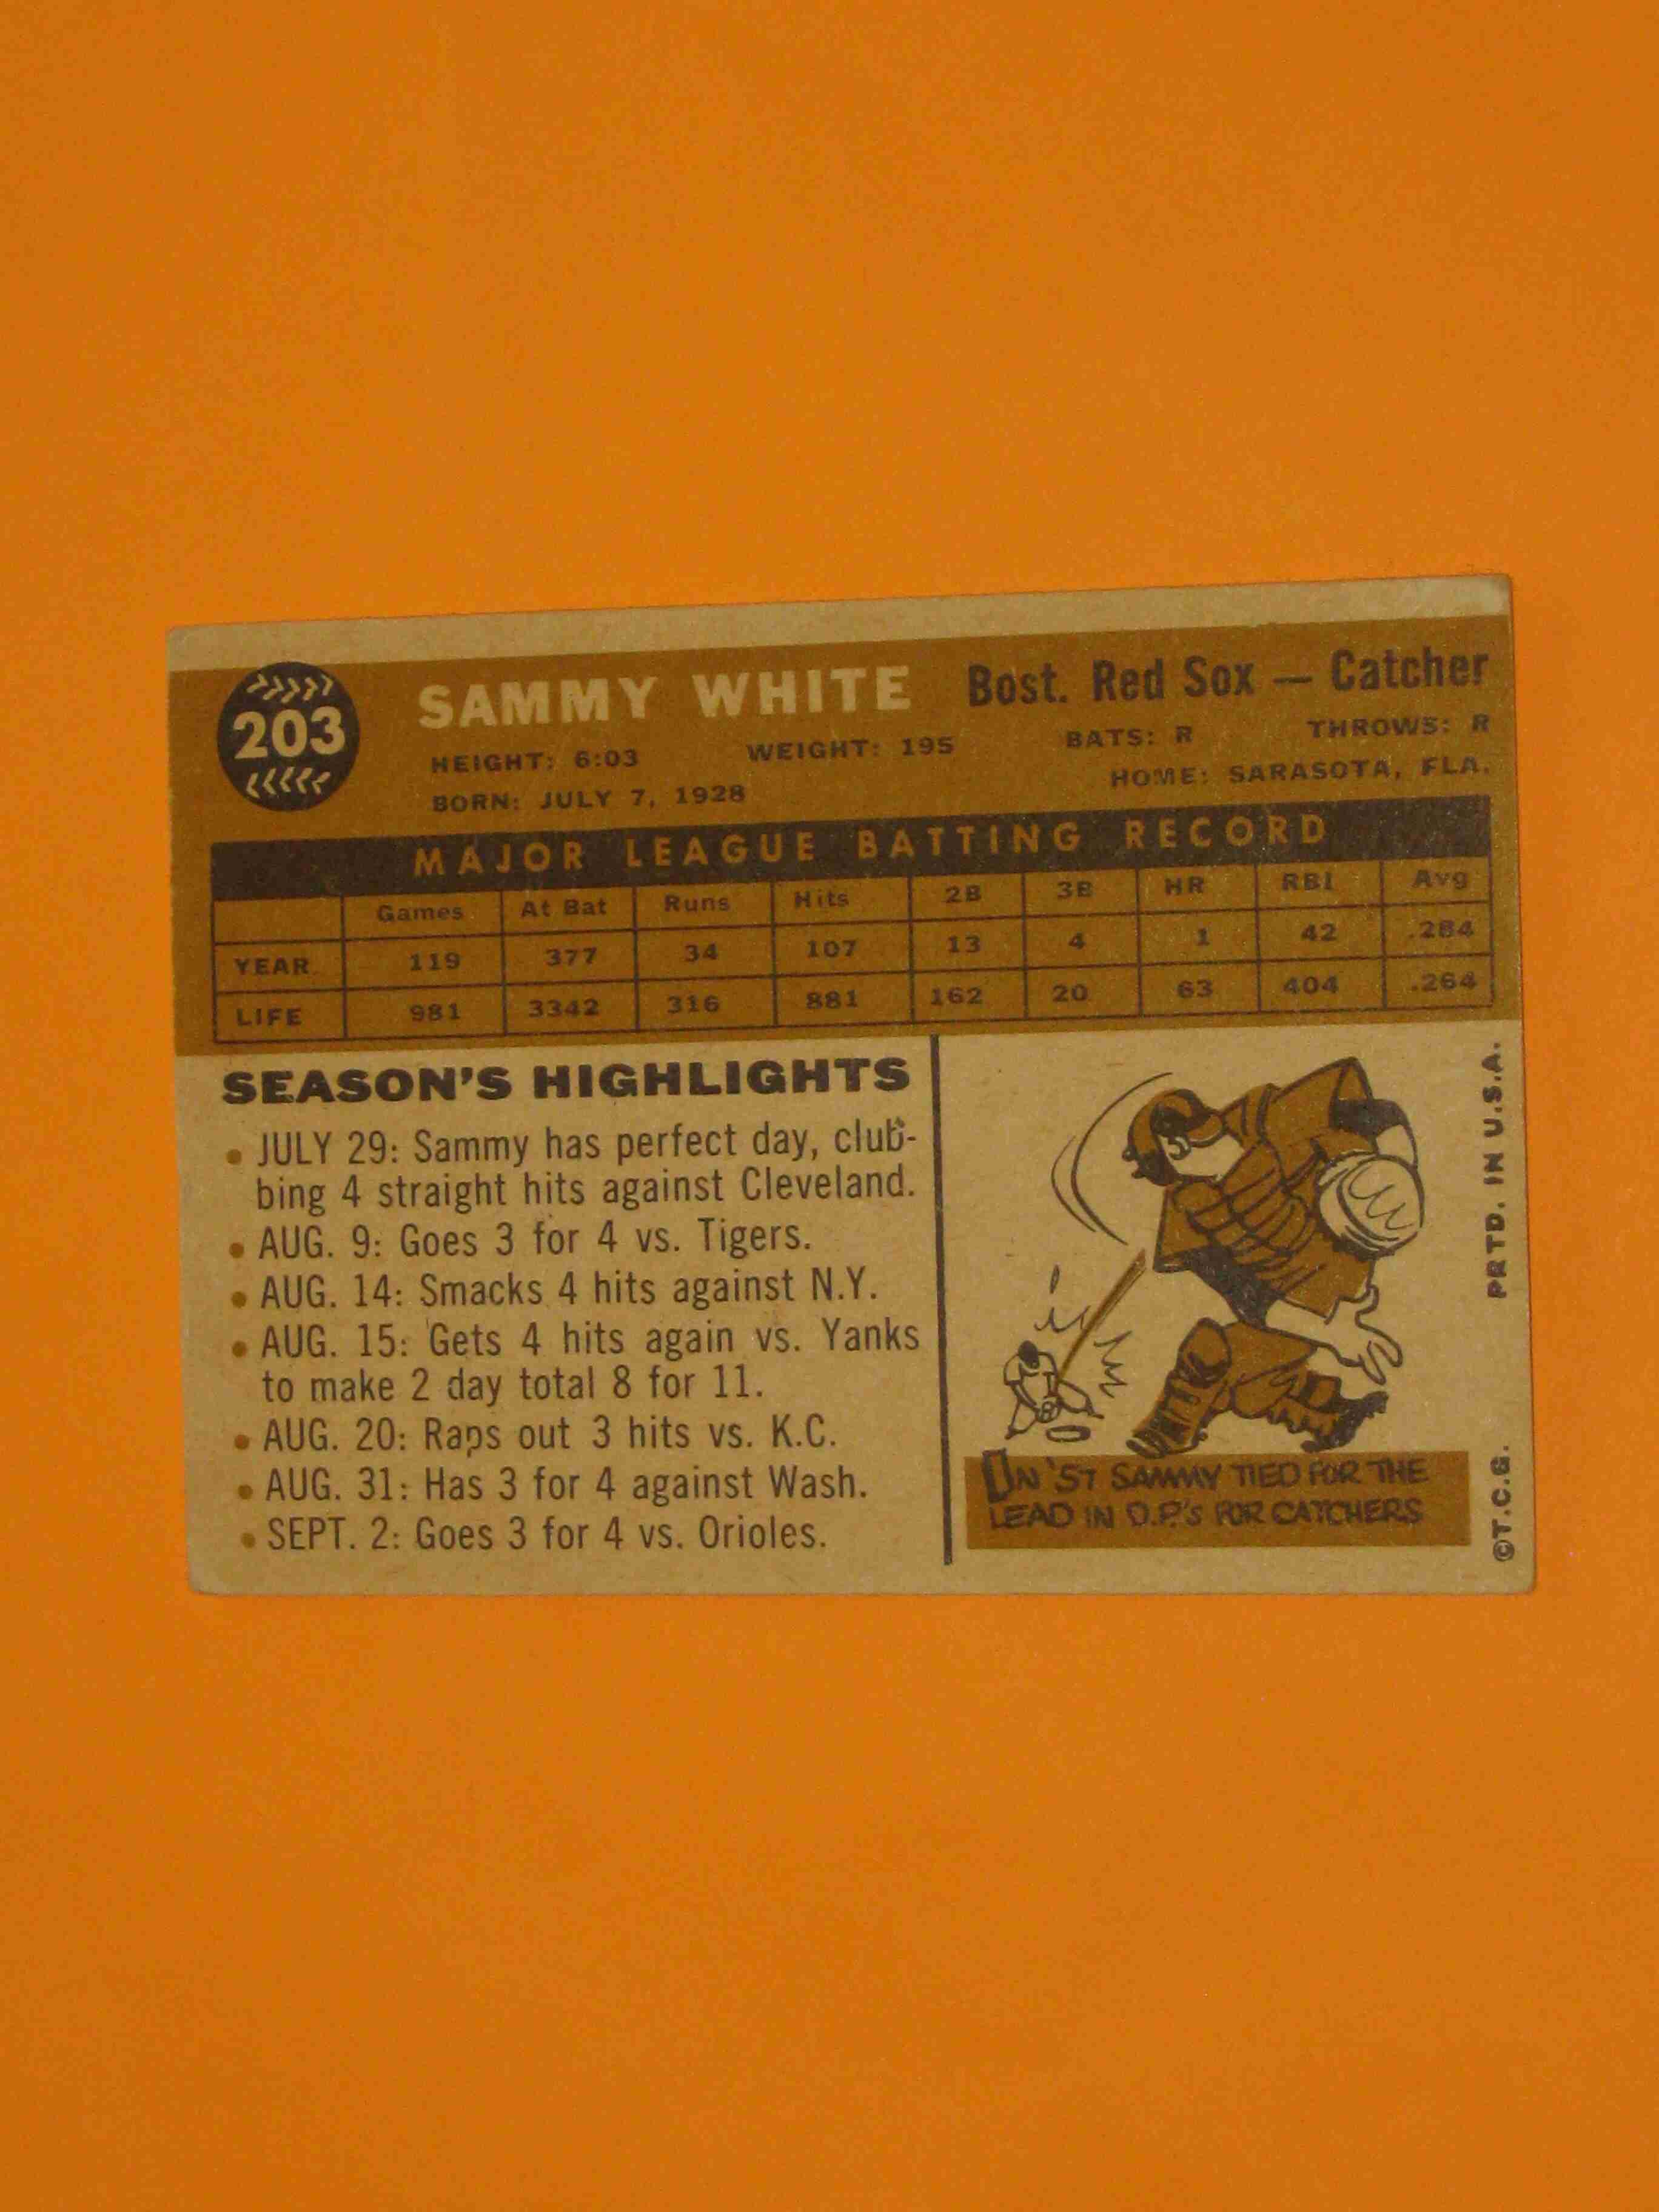 203
SAMMY WHITE Bost. Red Sox — Catcher
HEIGHT: 6:03 WEIGHT: 195 BATS: R THROWS: R
BORN: JULY 7, 1928 HOME: SARASOTA, FLA.
MAJOR LEAGUE BATTING RECORD
Games At Bat Runs Hits 2B 3B HR RBI Avg
YEAR 119 377 34 107 13 4 1 42 .284
LIFE 981 3342 316 881 162 20 63 404 .264
SEASON'S HIGHLIGHTS
• JULY 29: Sammy has perfect day, club-
bing 4 straight hits against Cleveland.
• AUG. 9: Goes 3 for 4 vs. Tigers.
• AUG. 14: Smacks 4 hits against N.Y.
• AUG. 15: Gets 4 hits again vs. Yanks
to make 2 day total 8 for 11.
• AUG. 20: Raps out 3 hits vs. K.C.
• AUG. 31: Has 3 for 4 against Wash.
• SEPT. 2: Goes 3 for 4 vs. Orioles.
IN '57 SAMMY TIED FOR THE
LEAD IN D.P.'S FOR CATCHERS
©T.C.G. PRTD. IN U.S.A.